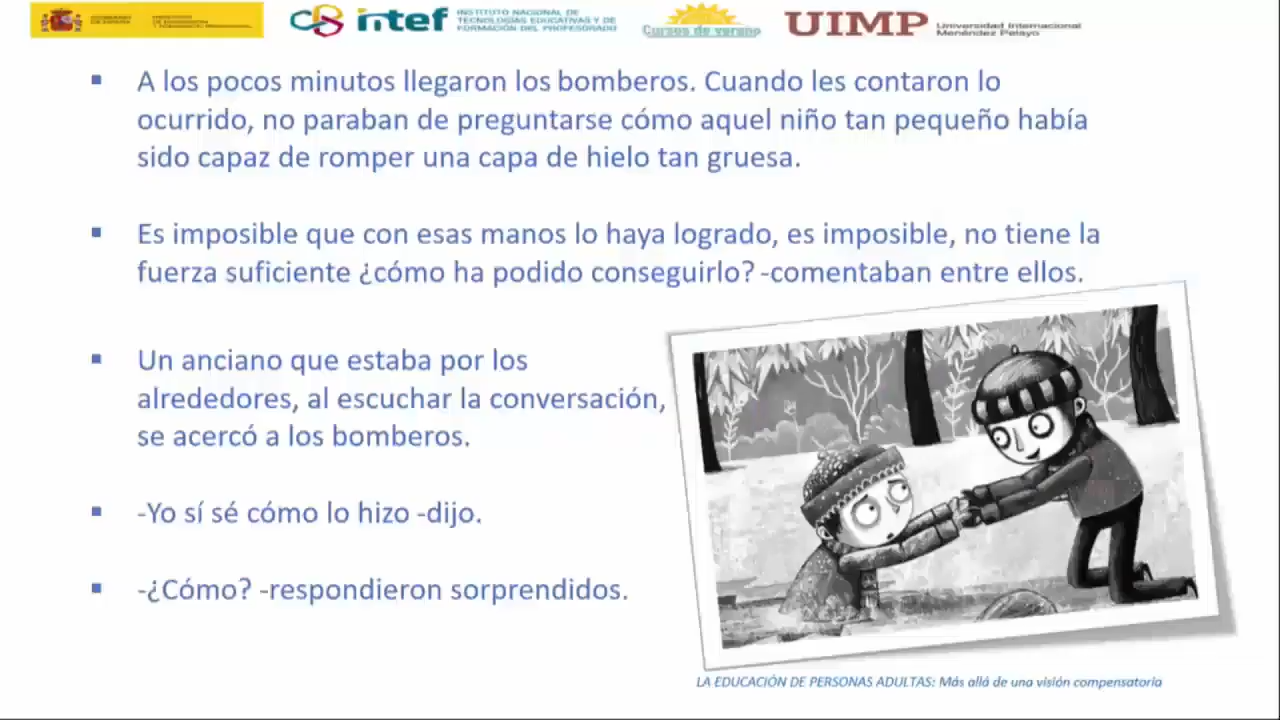 intef
INSTITUTO NACIONAL DE
TECNOLOGÍAS EDUCATIVAS Y DE
FORMACIÓN DEL PROFESORADO
Cursos de verano
UIMP
Universidad Internacional
Menéndez Pelayo
▪ A los pocos minutos llegaron los bomberos. Cuando les contaron lo
ocurrido, no paraban de preguntarse cómo aquel niño tan pequeño había
sido capaz de romper una capa de hielo tan gruesa.
▪ Es imposible que con esas manos lo haya logrado, es imposible, no tiene la
fuerza suficiente ¿cómo ha podido conseguirlo? -comentaban entre ellos.
▪ Un anciano que estaba por los
alrededores, al escuchar la conversación,
se acercó a los bomberos.
▪ -Yo sí sé cómo lo hizo -dijo.
▪ -¿Cómo? -respondieron sorprendidos.
LA EDUCACIÓN DE PERSONAS ADULTAS: Más allá de una visión compensatoria